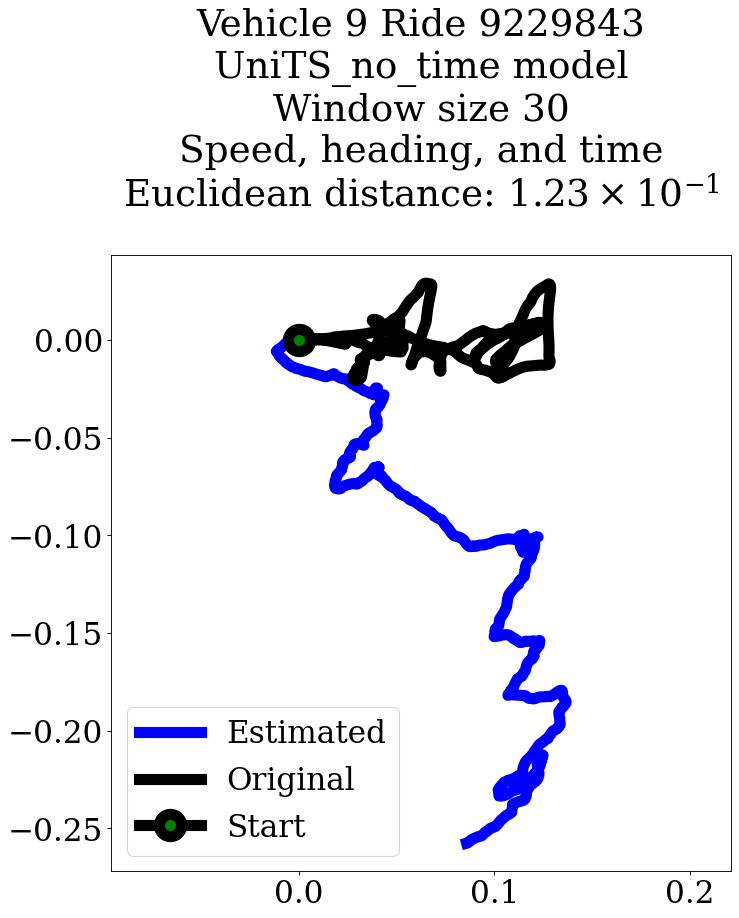 Vehicle 9 Ride 9229843
UniTS_no_time model
Window size 30
Speed, heading, and time
Euclidean distance: 1.23 × 10⁻¹
0.00
−0.05
−0.10
−0.15
−0.20
−0.25
Estimated
Original
Start
0.0
0.1
0.2